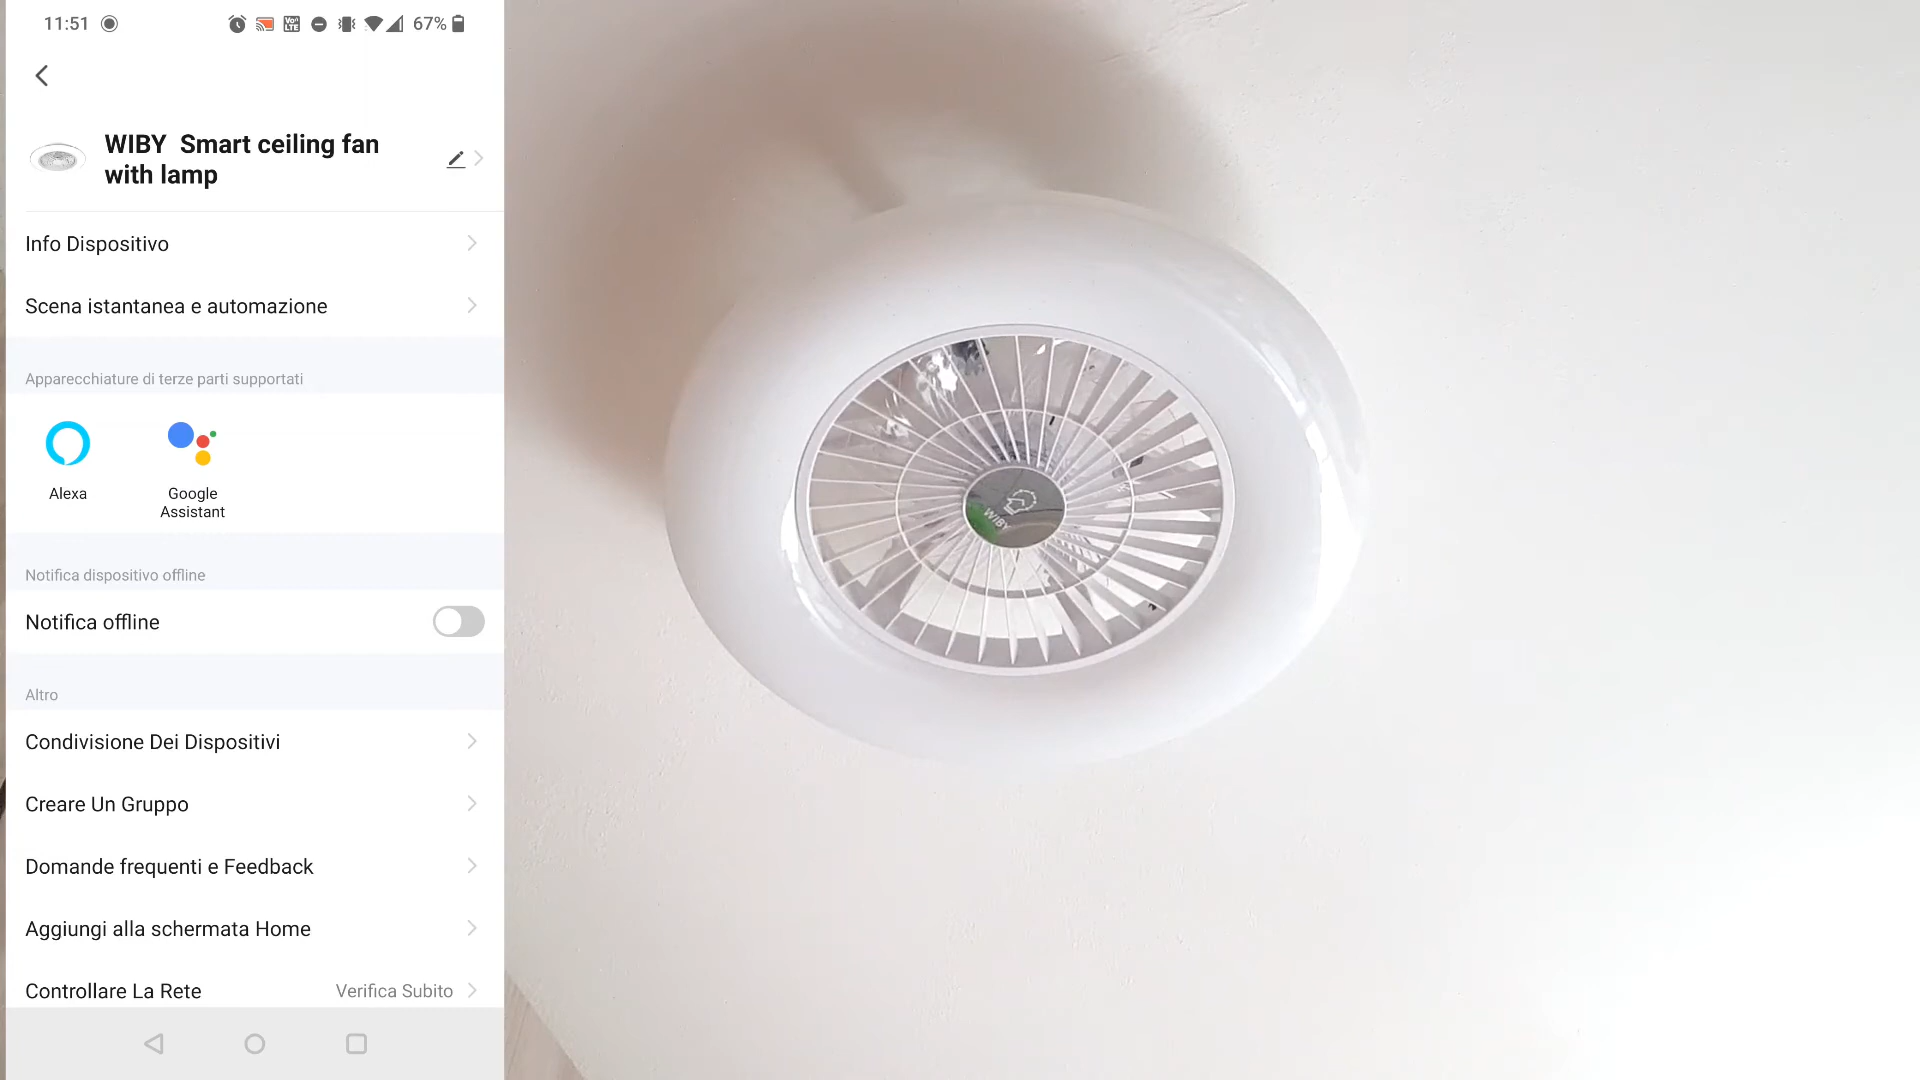 11:51
Vo LTE
67%
WIBY Smart ceiling fan
with lamp
Info Dispositivo
Scena istantanea e automazione
Apparecchiature di terze parti supportati
Alexa
Google
Assistant
Notifica dispositivo offline
Notifica offline
Altro
Condivisione Dei Dispositivi
Creare Un Gruppo
Domande frequenti e Feedback
Aggiungi alla schermata Home
Controllare La Rete
Verifica Subito
WIBY